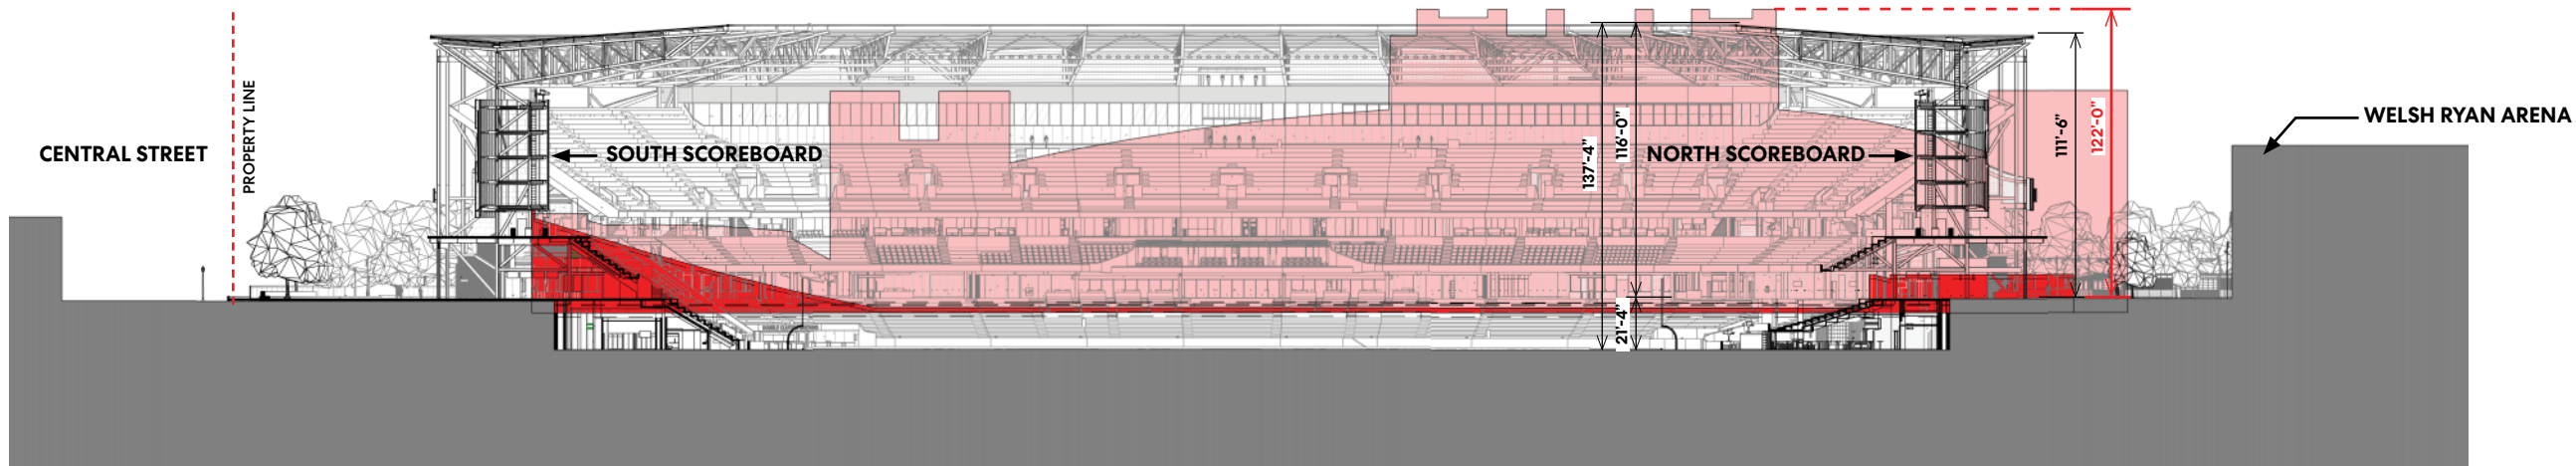 CENTRAL STREET
PROPERTY LINE
SOUTH SCOREBOARD
137'-4"
116'-0"
21'-4"
NORTH SCOREBOARD
111'-6"
122'-0"
WELSH RYAN ARENA